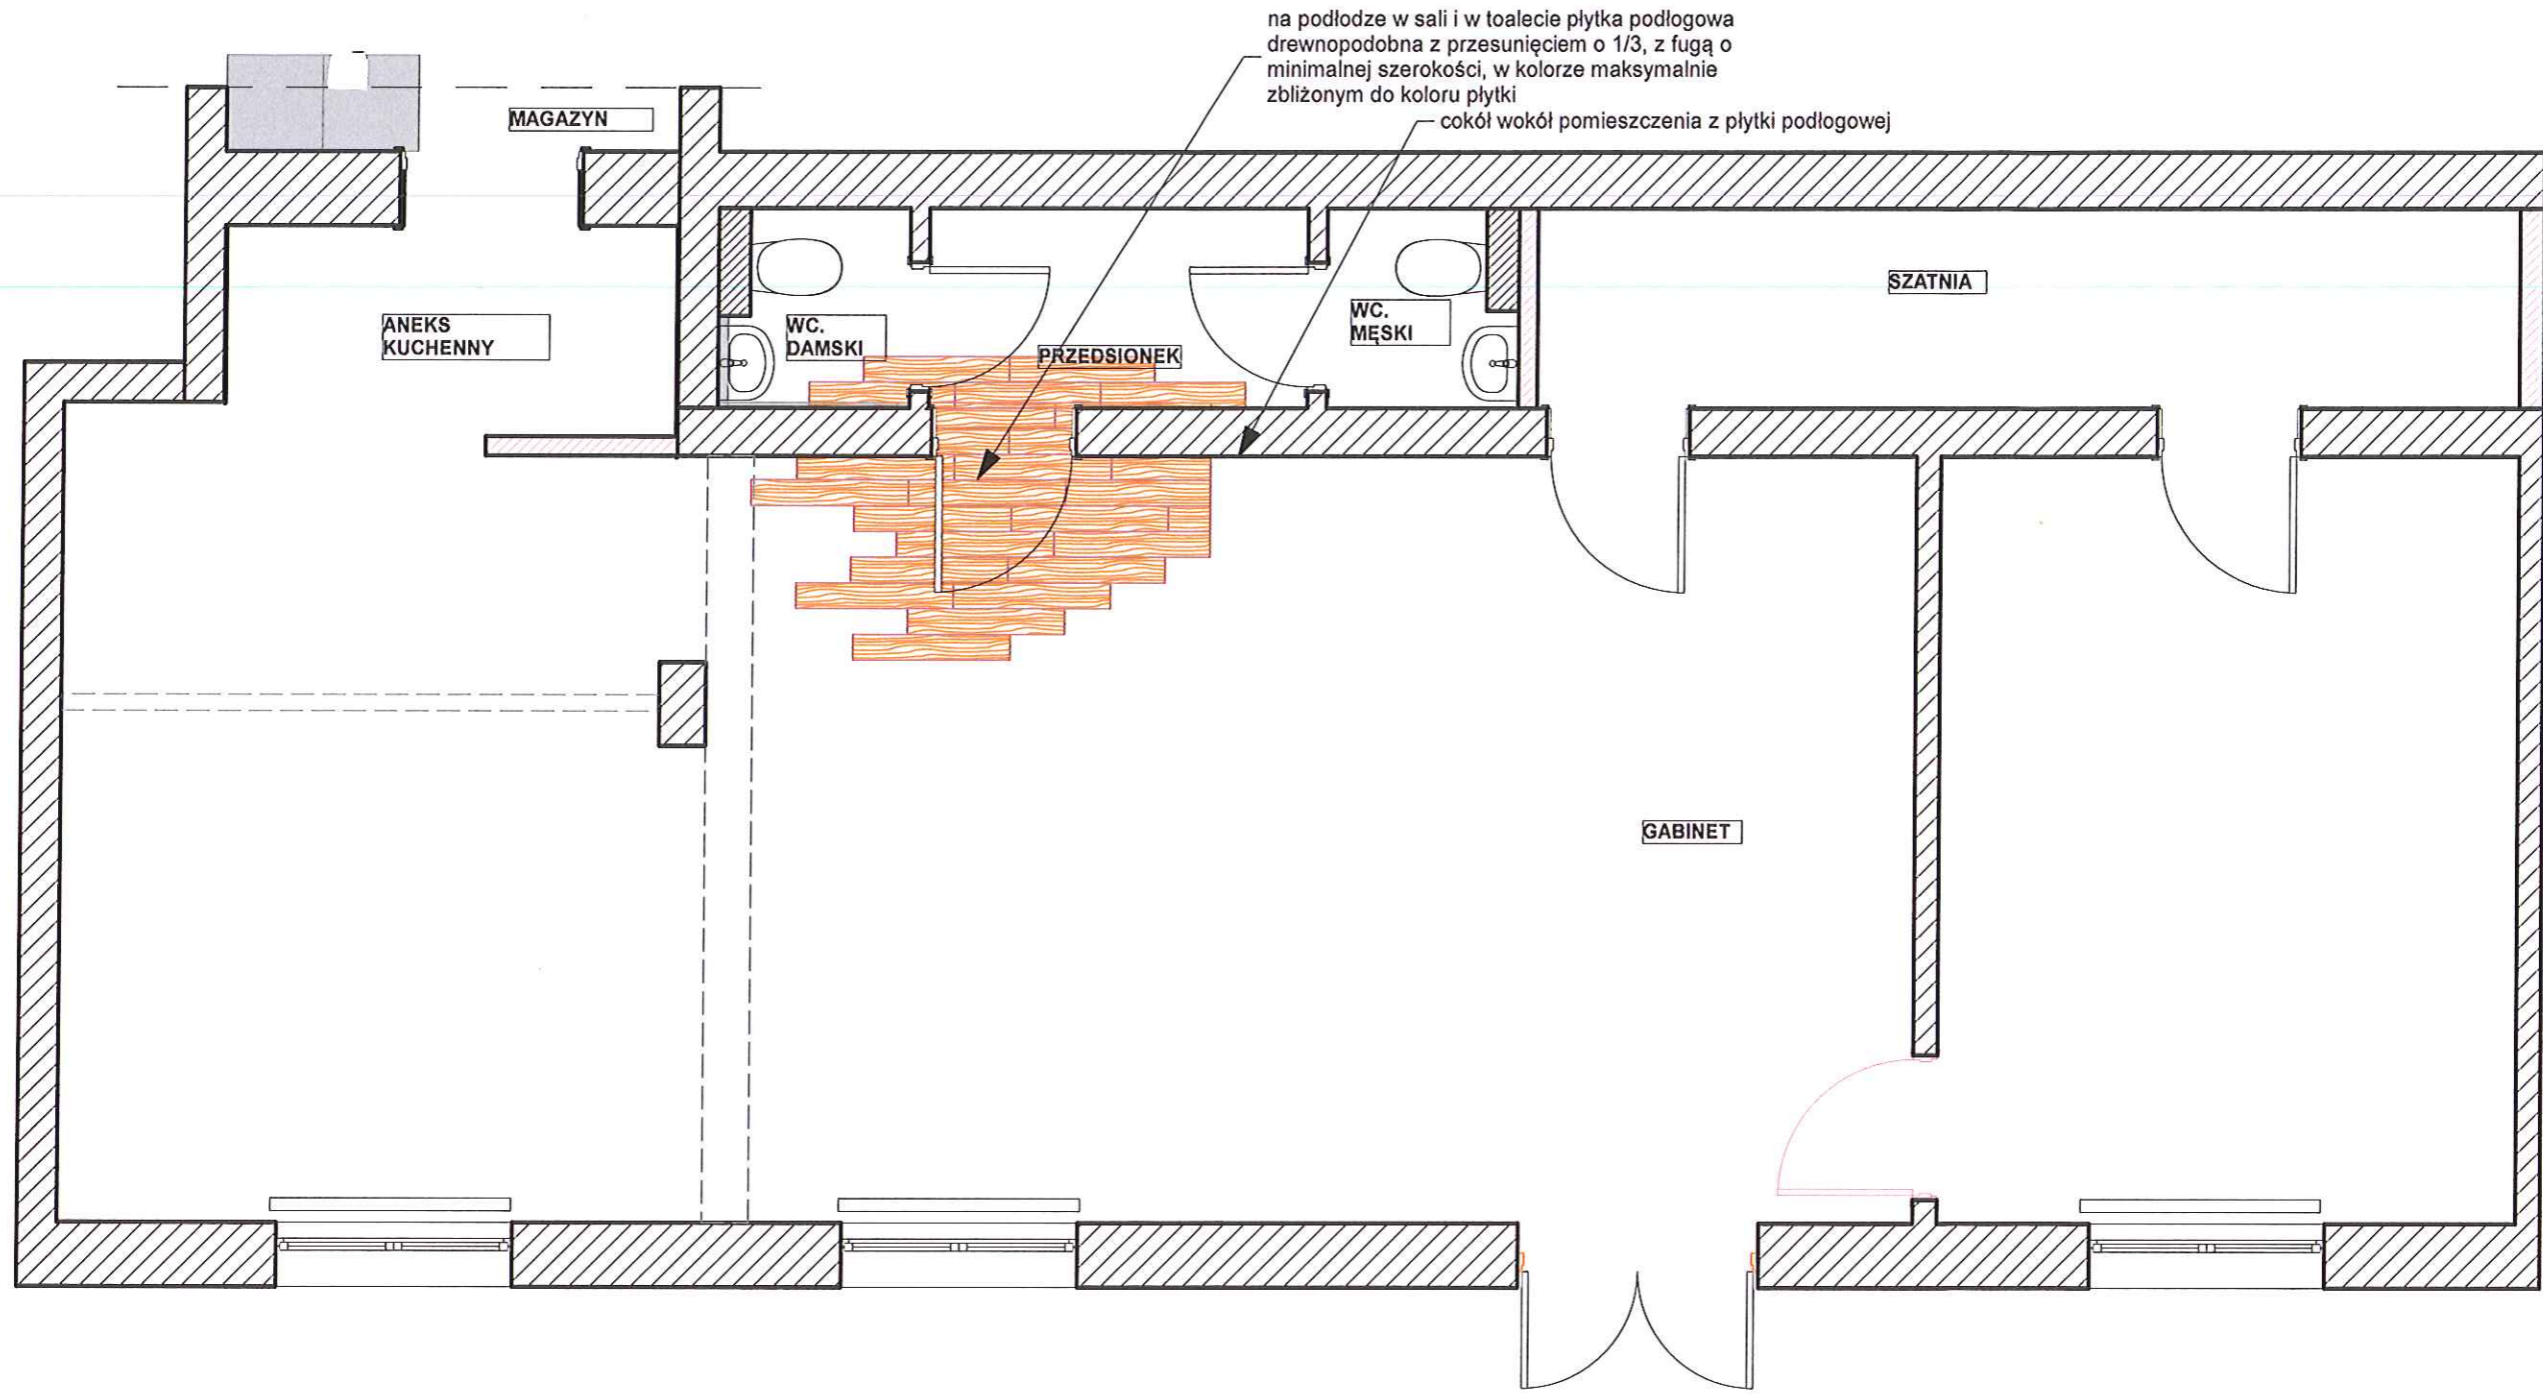 na podłodze w sali i w toalecie płytka podłogowa
drewnopodobna z przesunięciem o 1/3, z fugą o
minimalnej szerokości, w kolorze maksymalnie
zbliżonym do koloru płytki
cokół wokół pomieszczenia z płytki podłogowej
MAGAZYN
SZATNIA
ANEKS
KUCHENNY
WC.
DAMSKI
WC.
MĘSKI
PRZEDSIONEK
GABINET